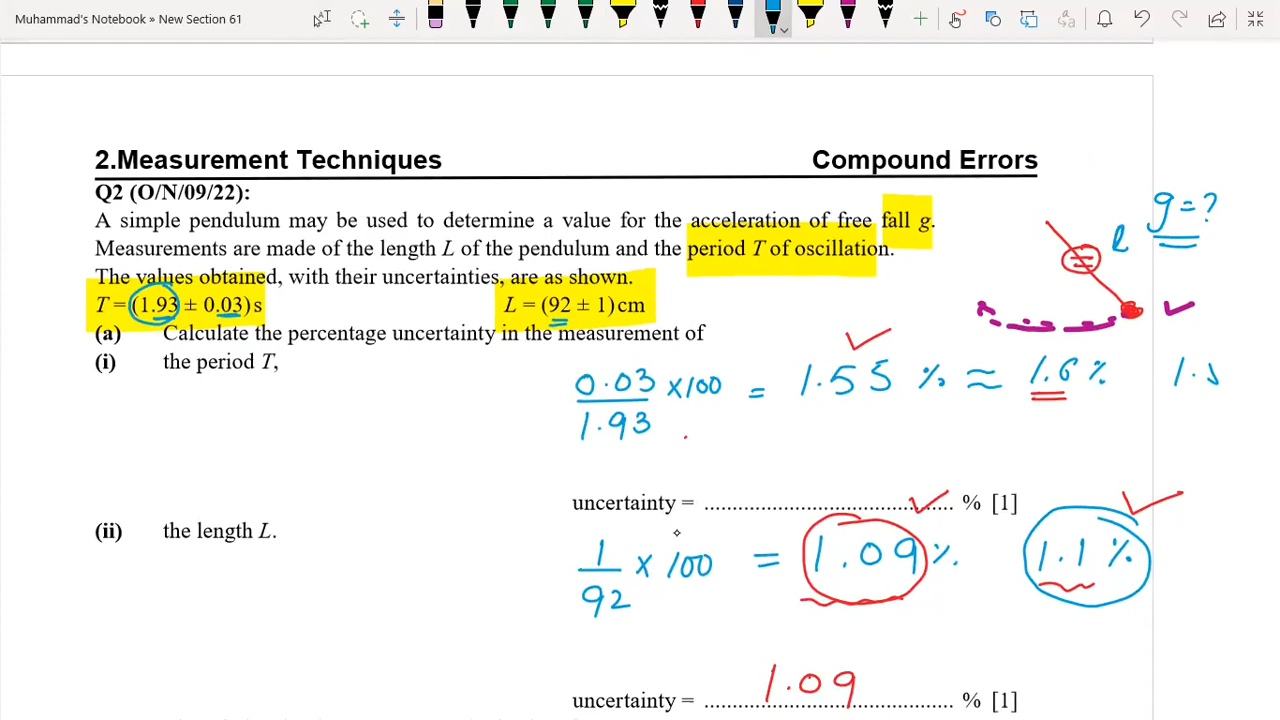 Muhammad's Notebook » New Section 61
2.Measurement Techniques Compound Errors
Q2 (O/N/09/22):
g = ?
A simple pendulum may be used to determine a value for the acceleration of free fall g.
l
Measurements are made of the length L of the pendulum and the period T of oscillation.
The values obtained, with their uncertainties, are as shown.
T = (1.93 ± 0.03) s L = (92 ± 1) cm
(a) Calculate the percentage uncertainty in the measurement of
(i) the period T,
0.03/1.93 × 100 = 1.55 % ≈ 1.6 %
uncertainty = .......................................... % [1]
(ii) the length L.
1/92 × 100 = 1.09 % 1.1 %
1.09
uncertainty = .......................................... % [1]